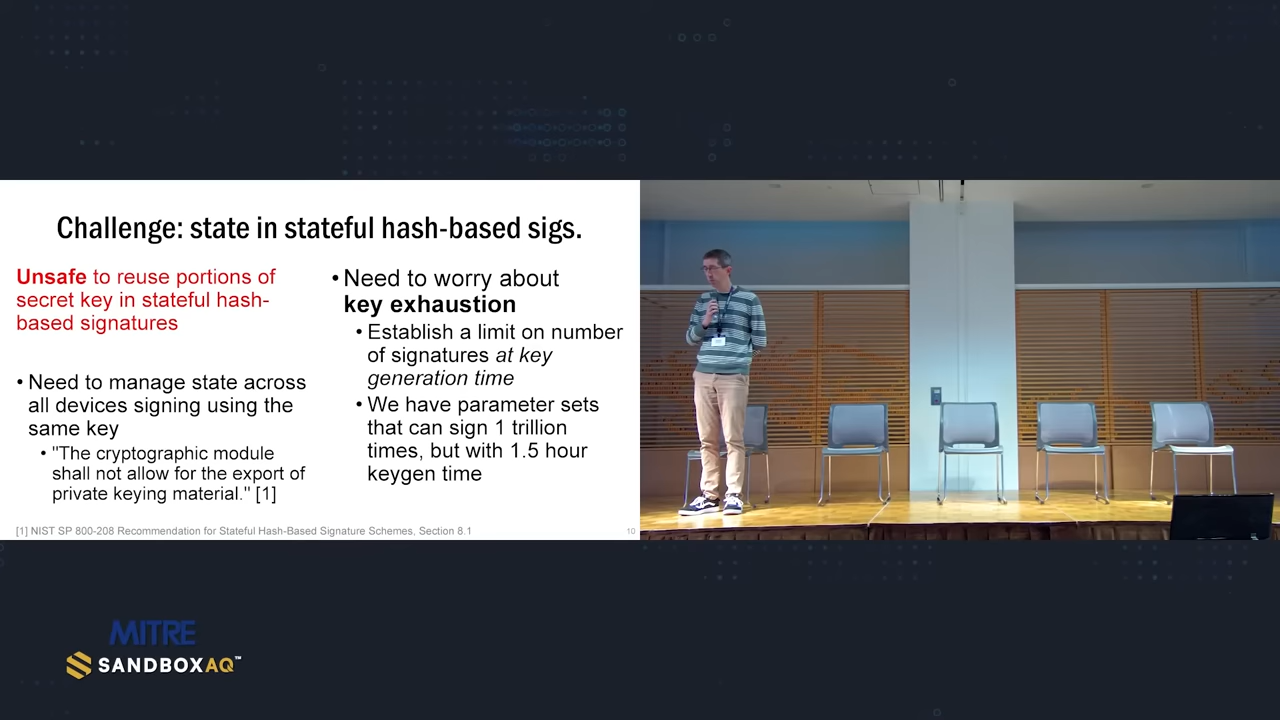 Challenge: state in stateful hash-based sigs.
Unsafe to reuse portions of
secret key in stateful hash-
based signatures
• Need to manage state across
all devices signing using the
same key
• "The cryptographic module
shall not allow for the export of
private keying material." [1]
• Need to worry about
key exhaustion
• Establish a limit on number
of signatures at key
generation time
• We have parameter sets
that can sign 1 trillion
times, but with 1.5 hour
keygen time
[1] NIST SP 800-208 Recommendation for Stateful Hash-Based Signature Schemes, Section 8.1
10
MITRE
SANDBOXAQ™